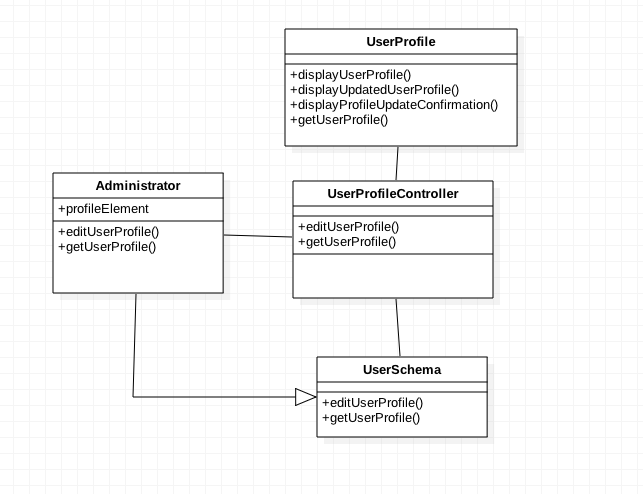 UserProfile
+displayUserProfile()
+displayUpdatedUserProfile()
+displayProfileUpdateConfirmation()
+getUserProfile()
Administrator
+profileElement
+editUserProfile()
+getUserProfile()
UserProfileController
+editUserProfile()
+getUserProfile()
UserSchema
+editUserProfile()
+getUserProfile()